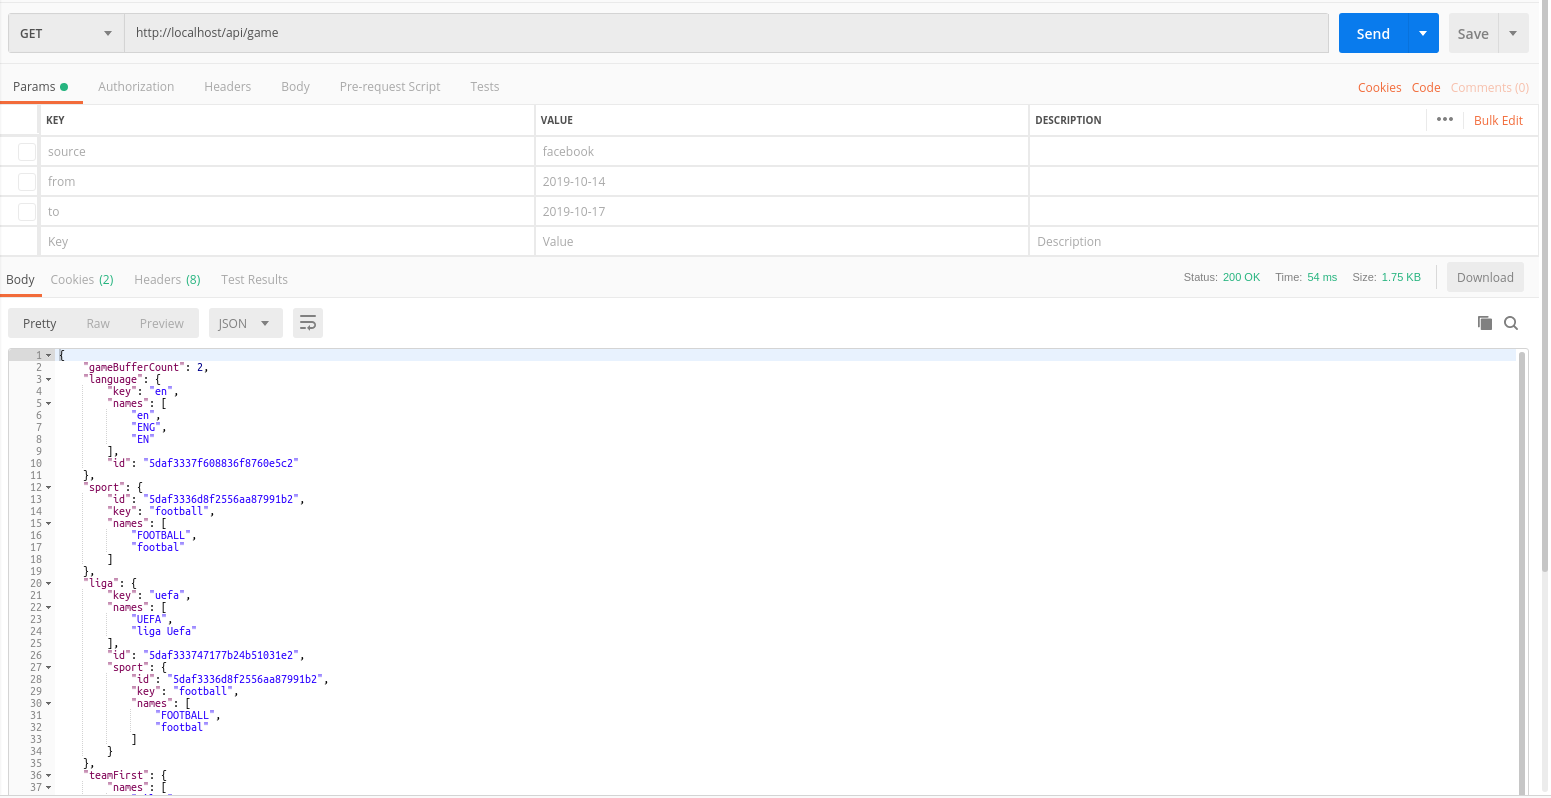 GET http://localhost/api/game Send Save
Params Authorization Headers Body Pre-request Script Tests Cookies Code Comments (0)
KEY VALUE DESCRIPTION ••• Bulk Edit
source facebook
from 2019-10-14
to 2019-10-17
Key Value Description
Body Cookies (2) Headers (8) Test Results Status: 200 OK Time: 54 ms Size: 1.75 KB Download
Pretty Raw Preview JSON
1 {
2 "gameBufferCount": 2,
3 "language": {
4 "key": "en",
5 "names": [
6 "en",
7 "ENG",
8 "EN"
9 ],
10 "id": "5daf3337f608836f8760e5c2"
11 },
12 "sport": {
13 "id": "5daf3336d8f2556aa87991b2",
14 "key": "football",
15 "names": [
16 "FOOTBALL",
17 "footbal"
18 ]
19 },
20 "liga": {
21 "key": "uefa",
22 "names": [
23 "UEFA",
24 "liga Uefa"
25 ],
26 "id": "5daf333747177b24b51031e2",
27 "sport": {
28 "id": "5daf3336d8f2556aa87991b2",
29 "key": "football",
30 "names": [
31 "FOOTBALL",
32 "footbal"
33 ]
34 }
35 },
36 "teamFirst": {
37 "names": [